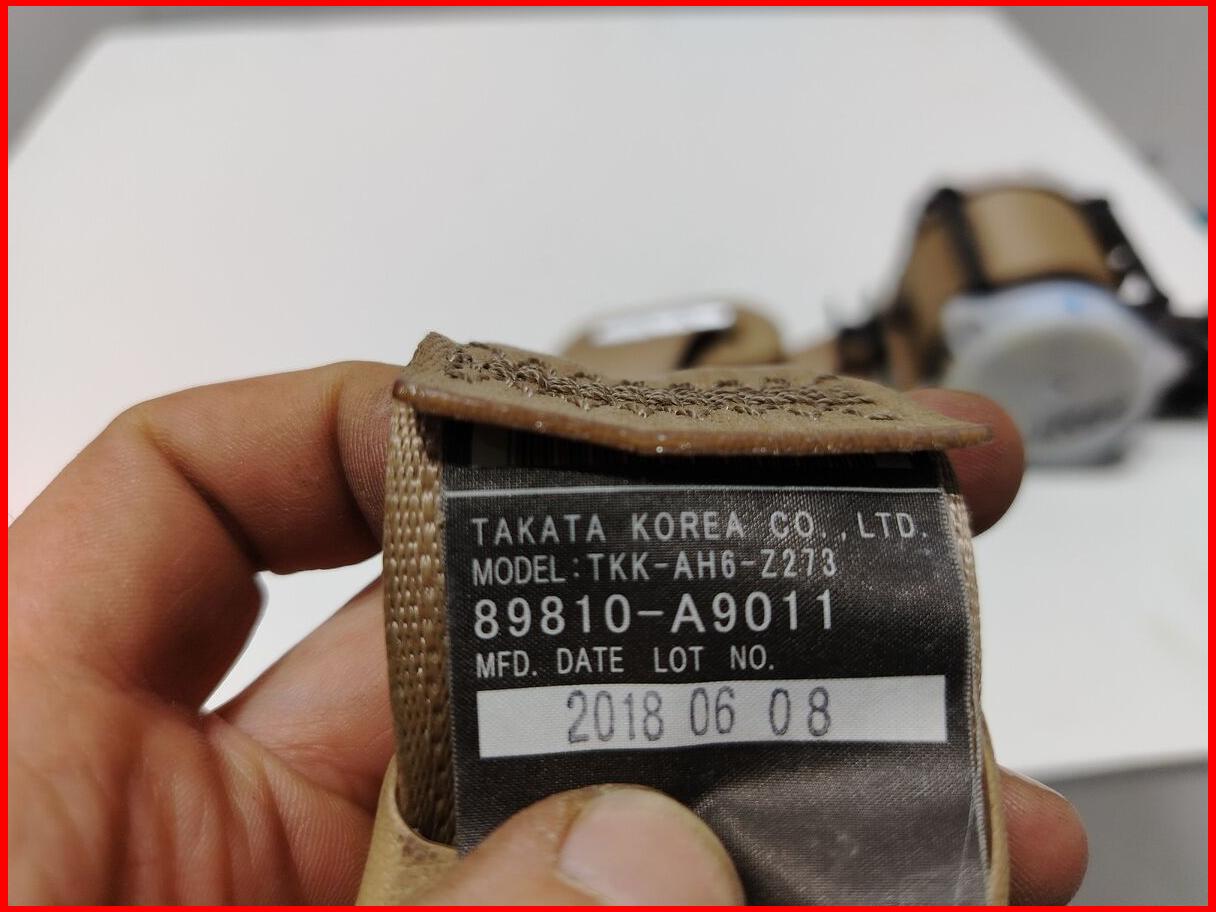 TAKATA KOREA CO.,LTD.
MODEL:TKK-AH6-Z273
89810-A9011
MFD. DATE LOT NO.
2018 06 08